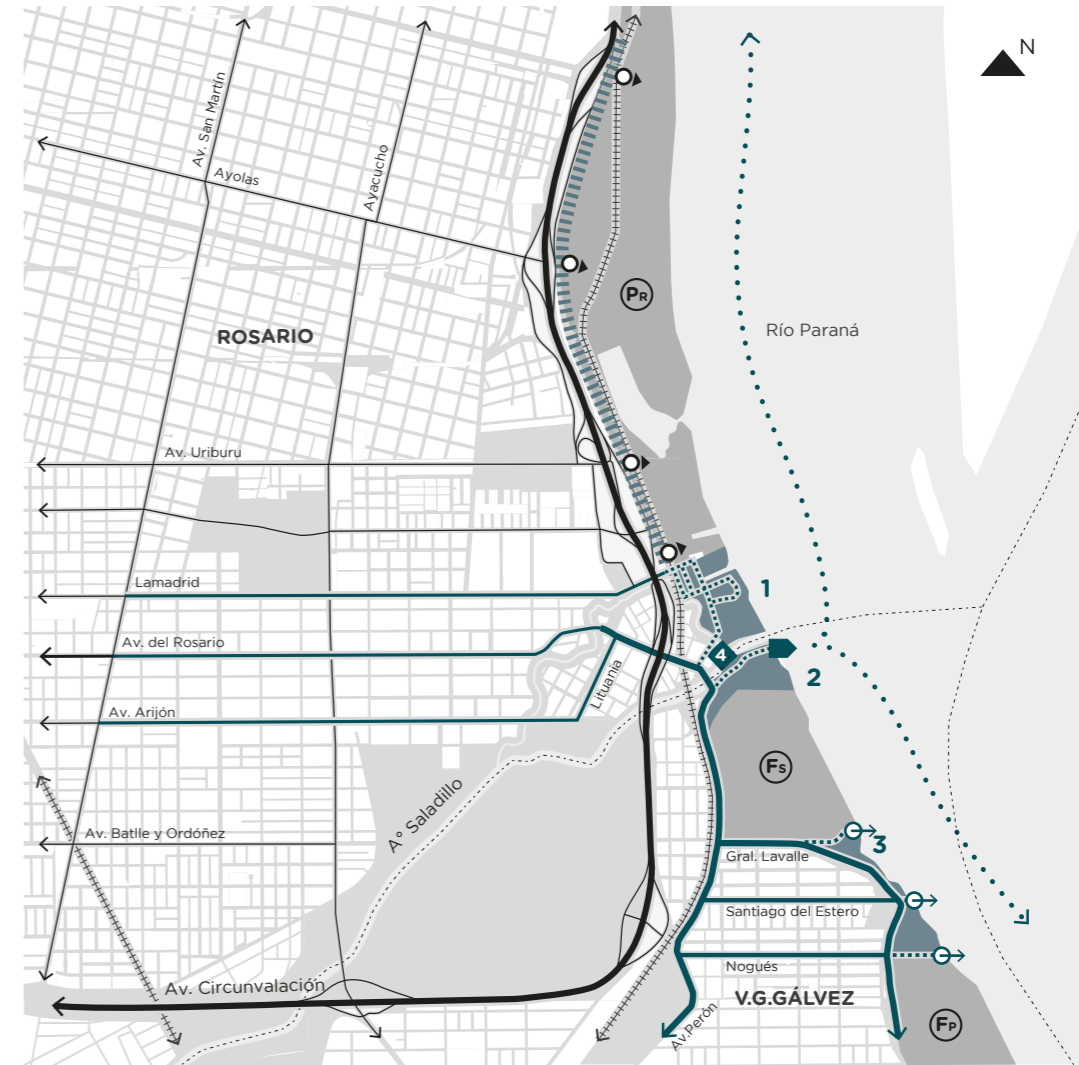 N
Av. San Martín
Ayolas
Ayacucho
PR
ROSARIO
Río Paraná
Av. Uriburu
Lamadrid
1
Av. del Rosario
4
2
Lituania
Av. Arijón
FS
A° Saladillo
Av. Batlle y Ordóñez
3
Gral. Lavalle
Santiago del Estero
Nogués
Av. Circunvalación
V.G.GÁLVEZ
Av.Perón
FP